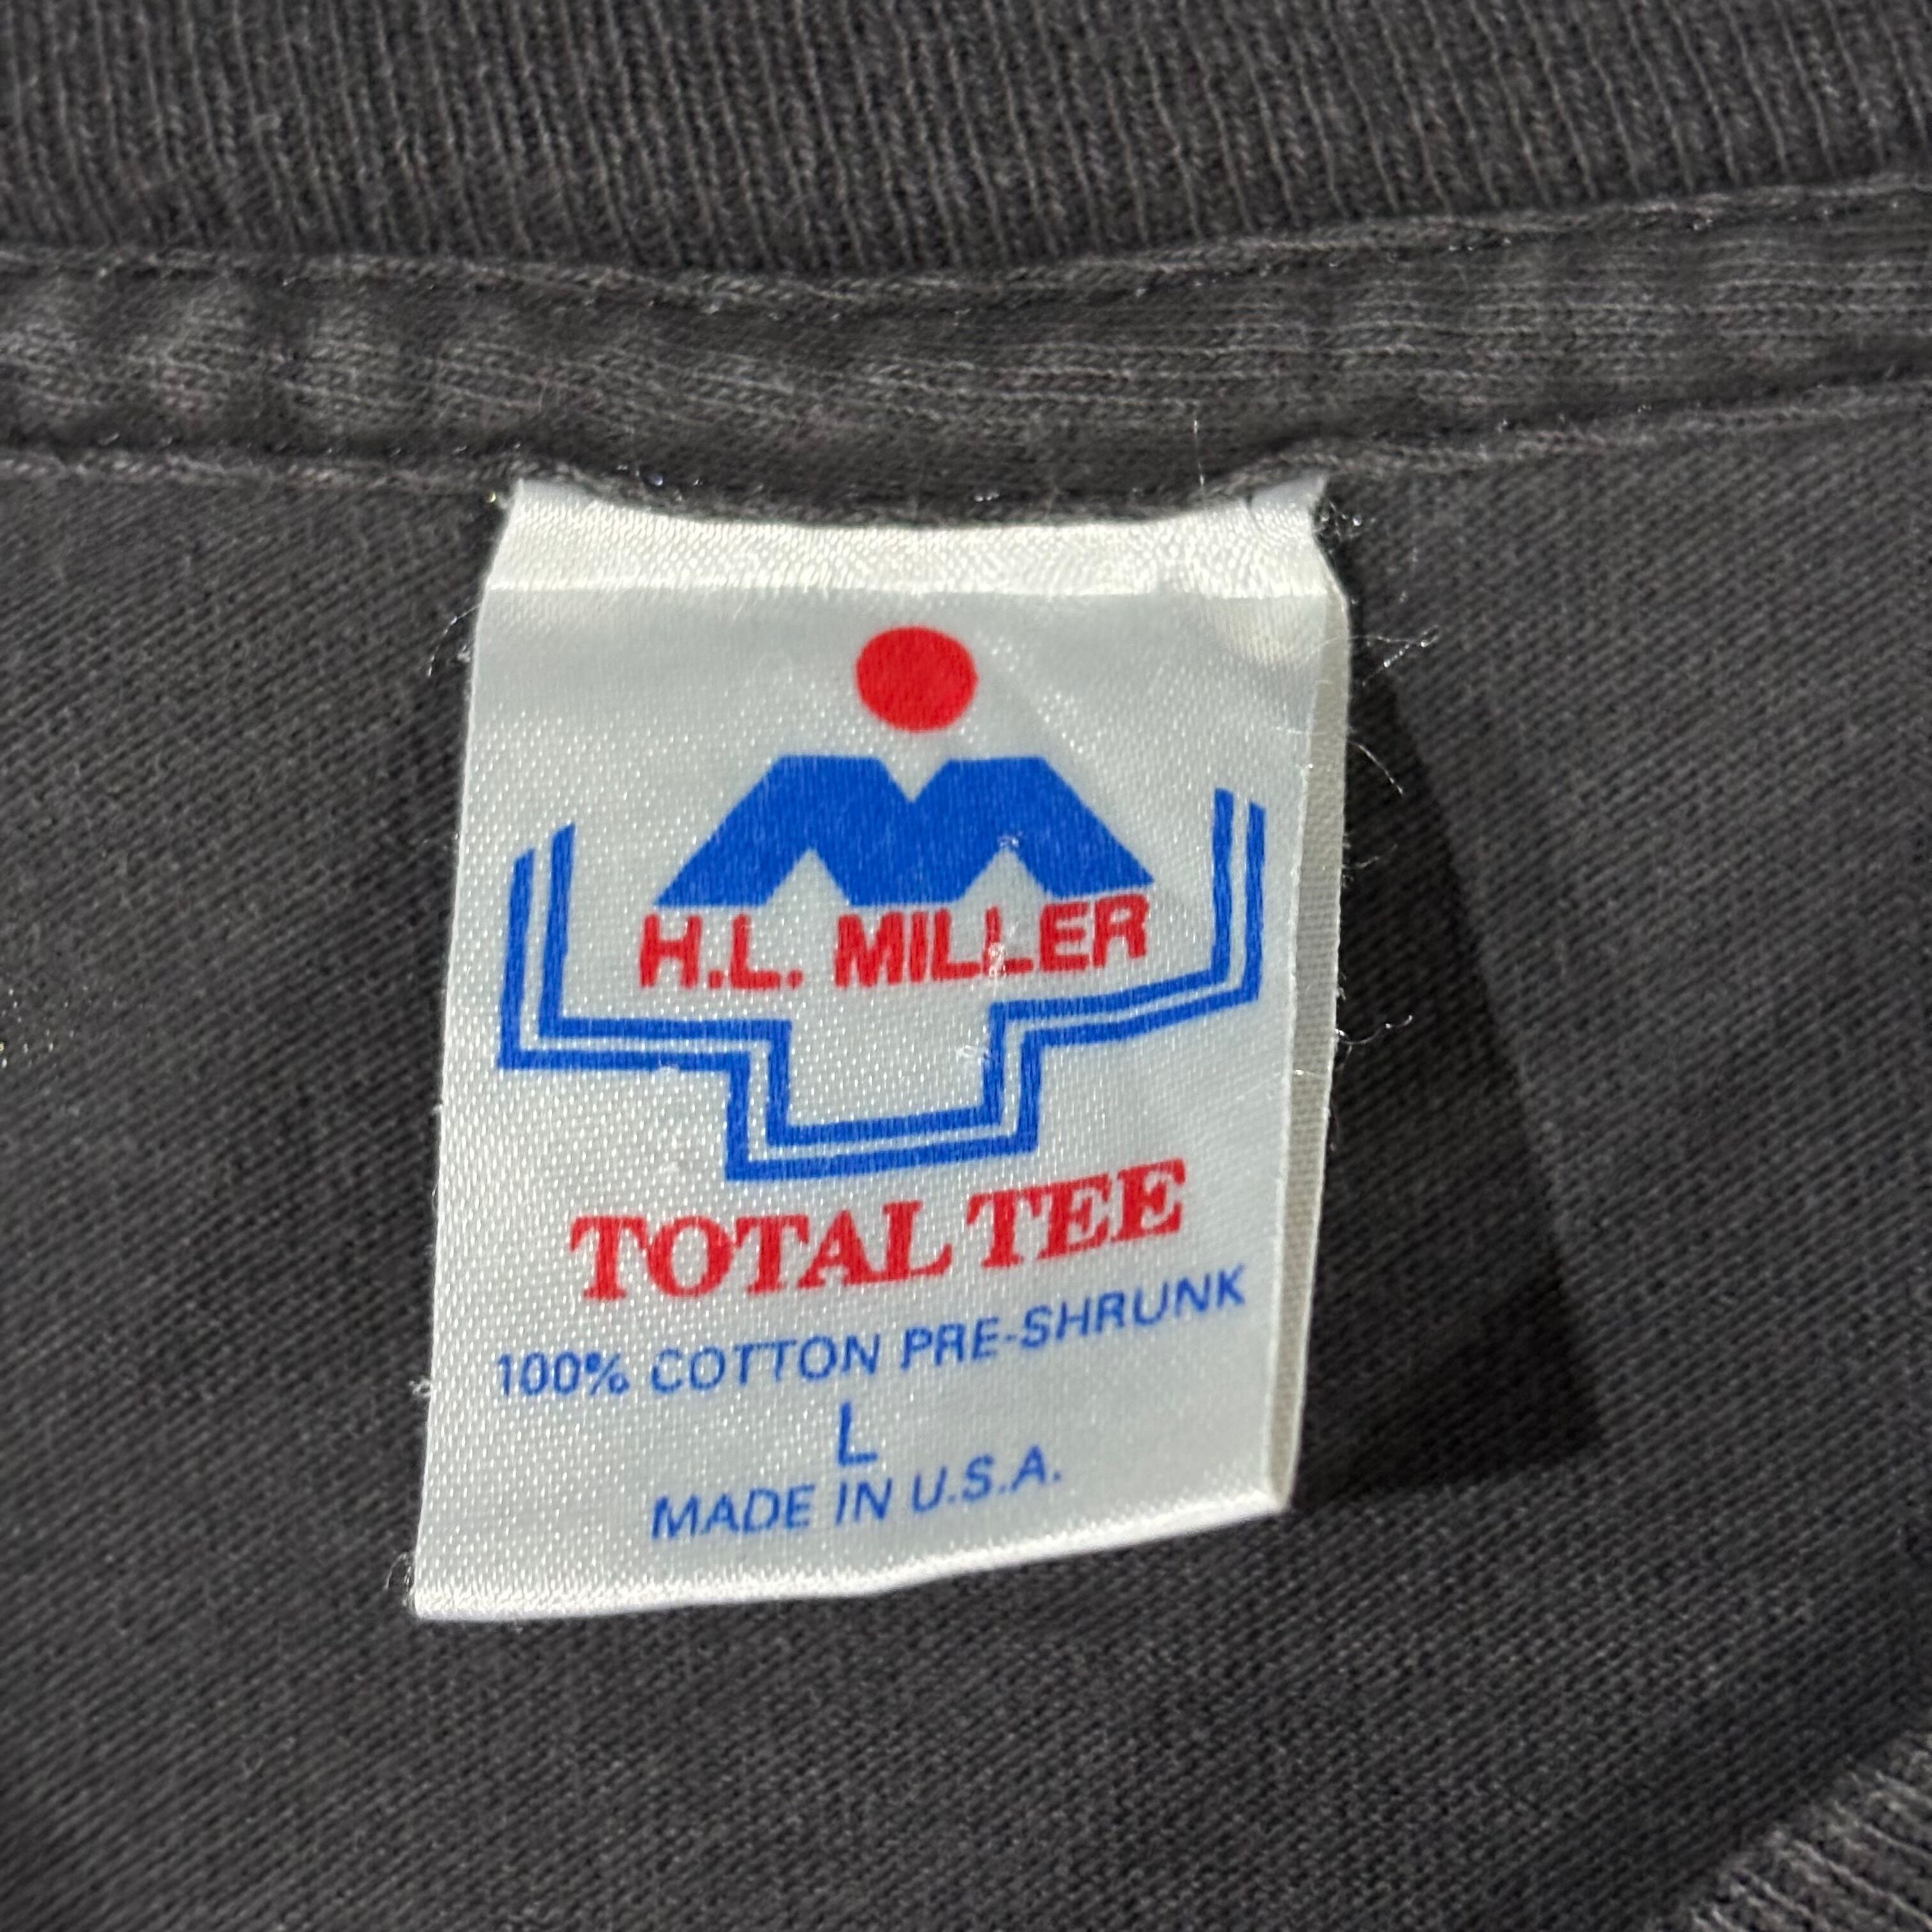 H.L. MILLER
TOTAL TEE
100% COTTON PRE-SHRUNK
L
MADE IN U.S.A.